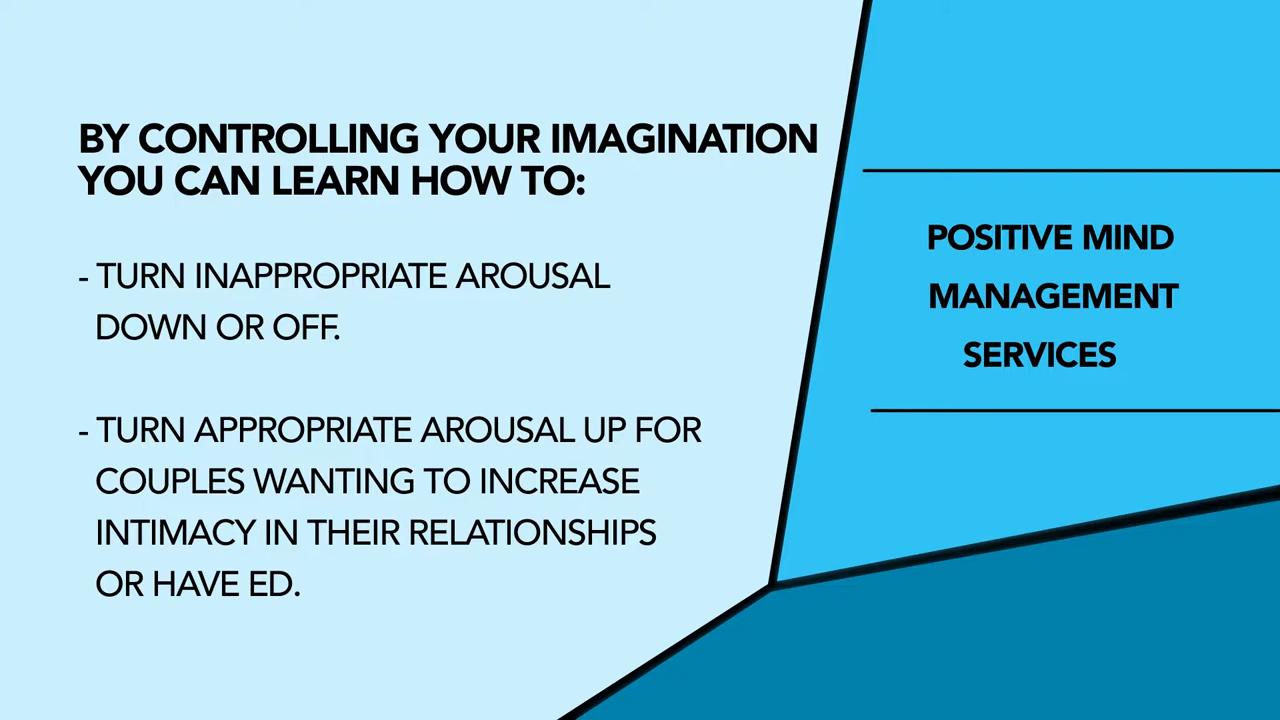 BY CONTROLLING YOUR IMAGINATION
YOU CAN LEARN HOW TO:
- TURN INAPPROPRIATE AROUSAL
DOWN OR OFF.
- TURN APPROPRIATE AROUSAL UP FOR
COUPLES WANTING TO INCREASE
INTIMACY IN THEIR RELATIONSHIPS
OR HAVE ED.
POSITIVE MIND
MANAGEMENT
SERVICES